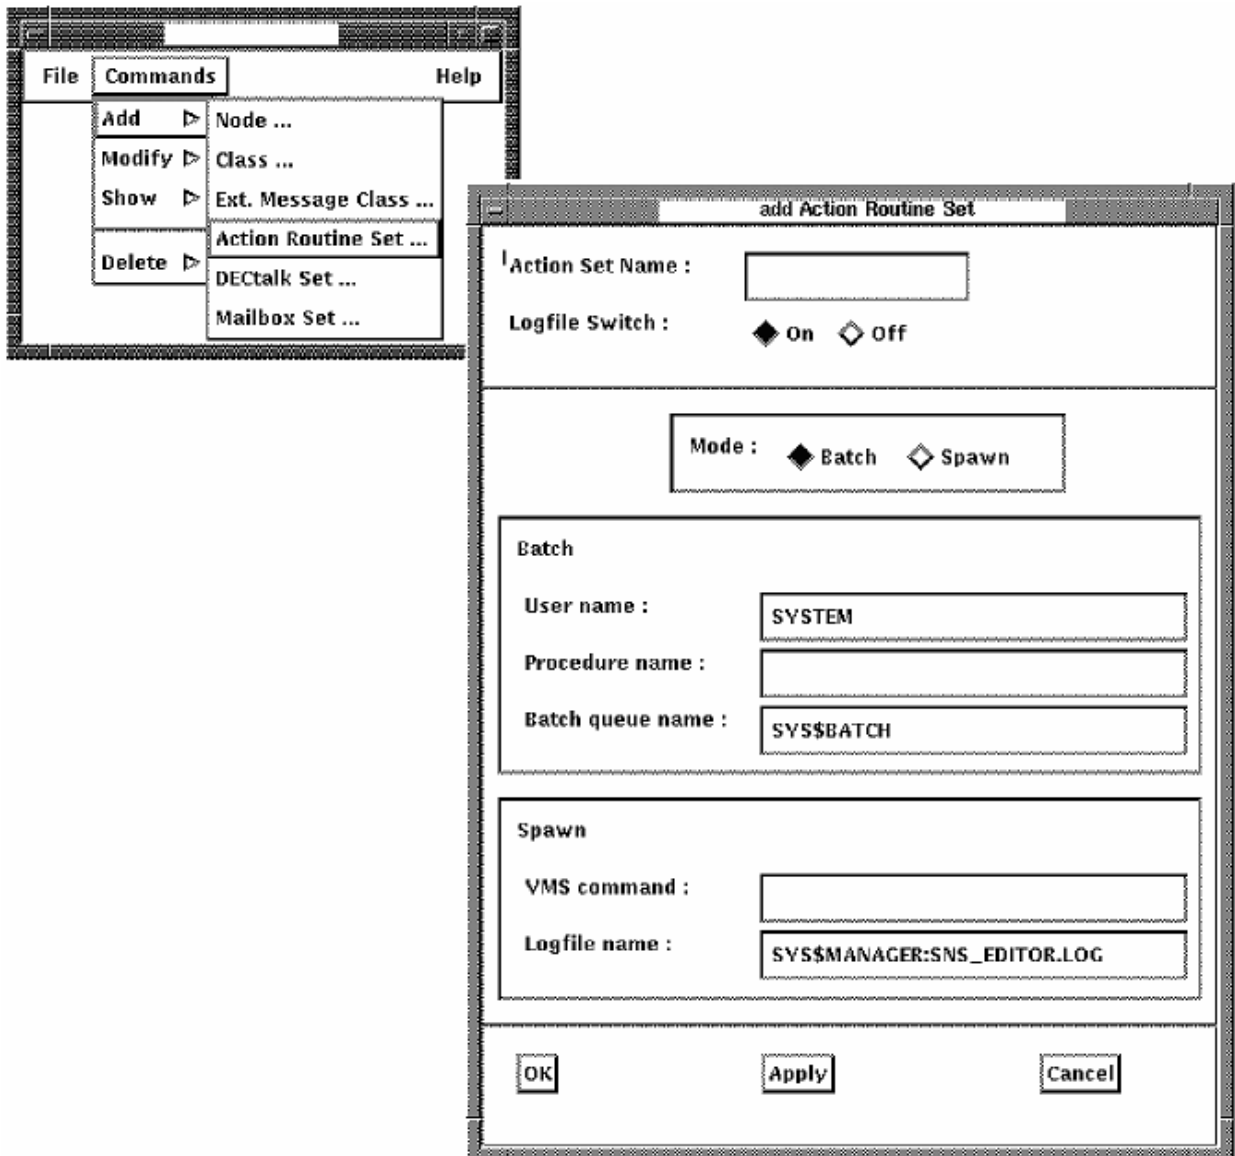 File Commands Help
Add Node ...
Modify Class ...
Show Ext. Message Class ...
Action Routine Set ...
Delete DECtalk Set ...
Mailbox Set ...
add Action Routine Set
Action Set Name :
Logfile Switch : On Off
Mode : Batch Spawn
Batch
User name : SYSTEM
Procedure name :
Batch queue name : SYS$BATCH
Spawn
VMS command :
Logfile name : SYS$MANAGER:SNS_EDITOR.LOG
OK Apply Cancel